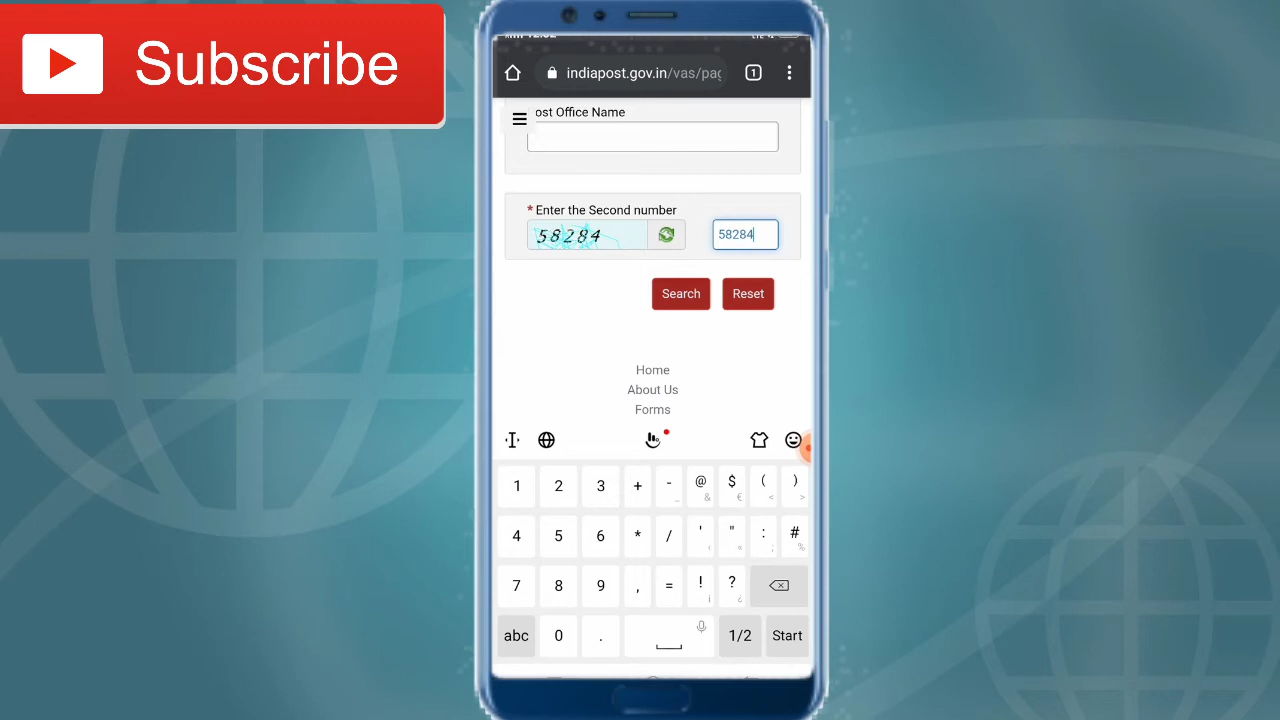 Subscribe
indiapost.gov.in/vas/pag
1
ost Office Name
* Enter the Second number
58284
58284
Search Reset
Home
About Us
Forms
1 2 3 + - _ @ & $ € ( < ) >
4 5 6 * / ' " : ; # %
7 8 9 , = ! ¡ ? ¿
abc 0 . 1/2 Start